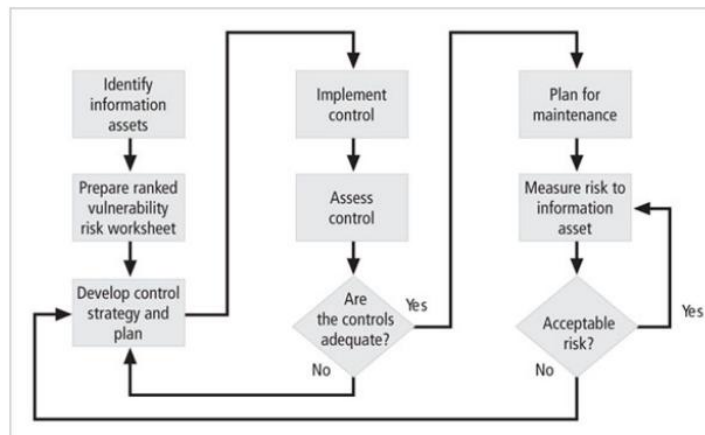 Identify
information
assets
Prepare ranked
vulnerability
risk worksheet
Develop control
strategy and
plan
Implement
control
Assess
control
Are
the controls
adequate?
Yes
No
Plan for
maintenance
Measure risk to
information
asset
Acceptable
risk?
Yes
No